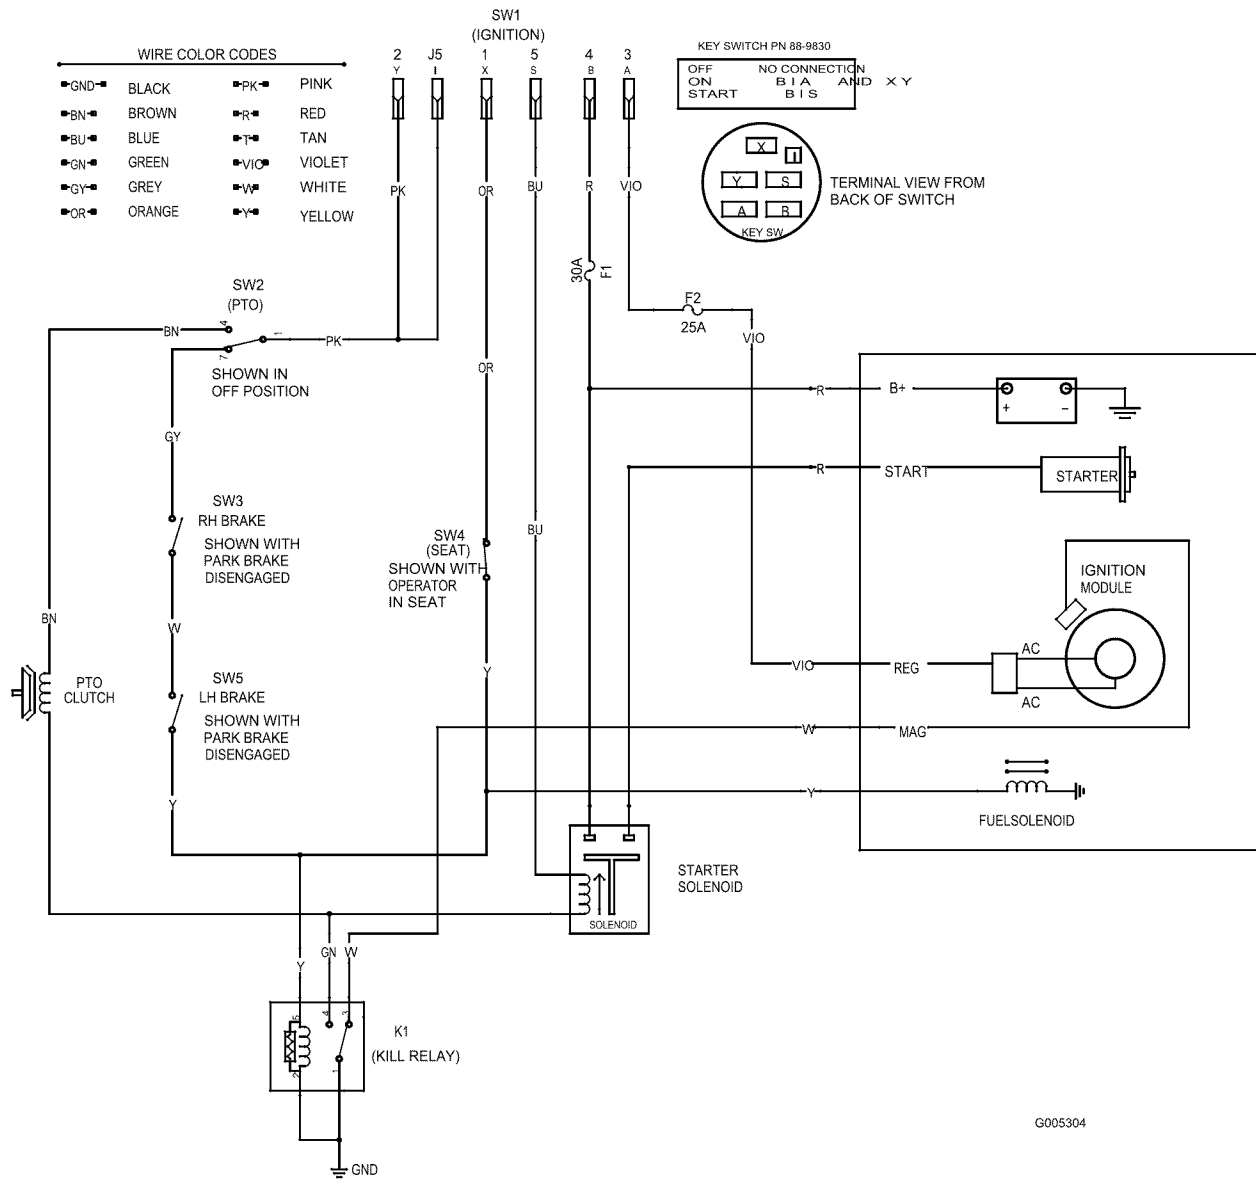 SW1
(IGNITION)
WIRE COLOR CODES
GND BLACK PK PINK
BN BROWN R RED
BU BLUE T TAN
GN GREEN VIO VIOLET
GY GREY W WHITE
OR ORANGE Y YELLOW
2 J5 1 5 4 3
Y I X S B A
KEY SWITCH PN 88-9830
OFF NO CONNECTION
ON B I A AND X Y
START B I S
X
I
Y S
A B
KEY SW
TERMINAL VIEW FROM
BACK OF SWITCH
PK OR BU R VIO
30A F1
F2
25A
VIO
SW2
(PTO)
BN 4 1 PK
7
SHOWN IN
OFF POSITION
OR
R B+
+ -
GY
R START STARTER
SW3
RH BRAKE
SHOWN WITH
PARK BRAKE
DISENGAGED
BU
SW4
(SEAT)
SHOWN WITH
OPERATOR
IN SEAT
IGNITION
MODULE
BN
W
AC
VIO REG
AC
Y
PTO
CLUTCH
SW5
LH BRAKE
SHOWN WITH
PARK BRAKE
DISENGAGED
W MAG
Y
Y
FUELSOLENOID
STARTER
SOLENOID
SOLENOID
Y GN W
5 4 3
K1
(KILL RELAY)
2 1
G005304
GND